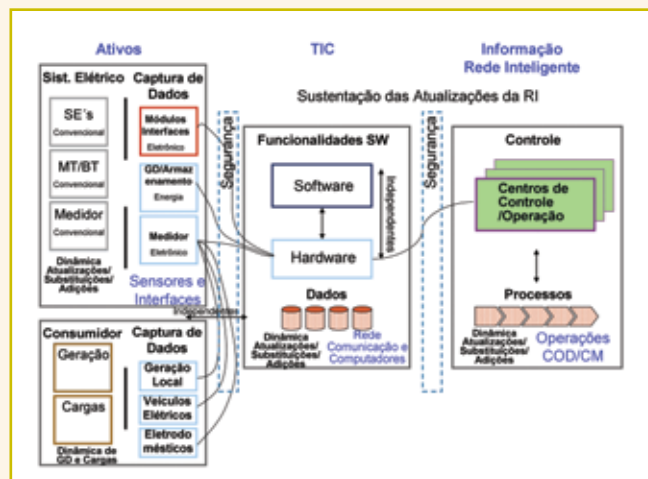 Ativos
TIC
Informação
Rede Inteligente
Sustentação das Atualizações da RI
Sist. Elétrico
Captura de
Dados
SE's
Convencional
MT/BT
Convencional
Medidor
Convencional
Dinâmica
Atualizações/
Substituições/
Adições
Módulos
Interfaces
Eletrônico
GD/Armaz
enamento
Energia
Medidor
Eletrônico
Sensores e
Interfaces
Segurança
Independentes
Consumidor
Geração
Cargas
Dinâmica de
GD e Cargas
Captura de
Dados
Geração
Local
Veículos
Elétricos
Eletrodo
mésticos
Funcionalidades SW
Software
Independentes
Hardware
Dados
Dinâmica
Atualizações/
Substituições/
Adições
Rede
Comunicação e
Computadores
Segurança
Controle
Centros de
Controle
/Operação
Processos
Dinâmica
Atualizações/
Substituições/
Adições
Operações
COD/CM